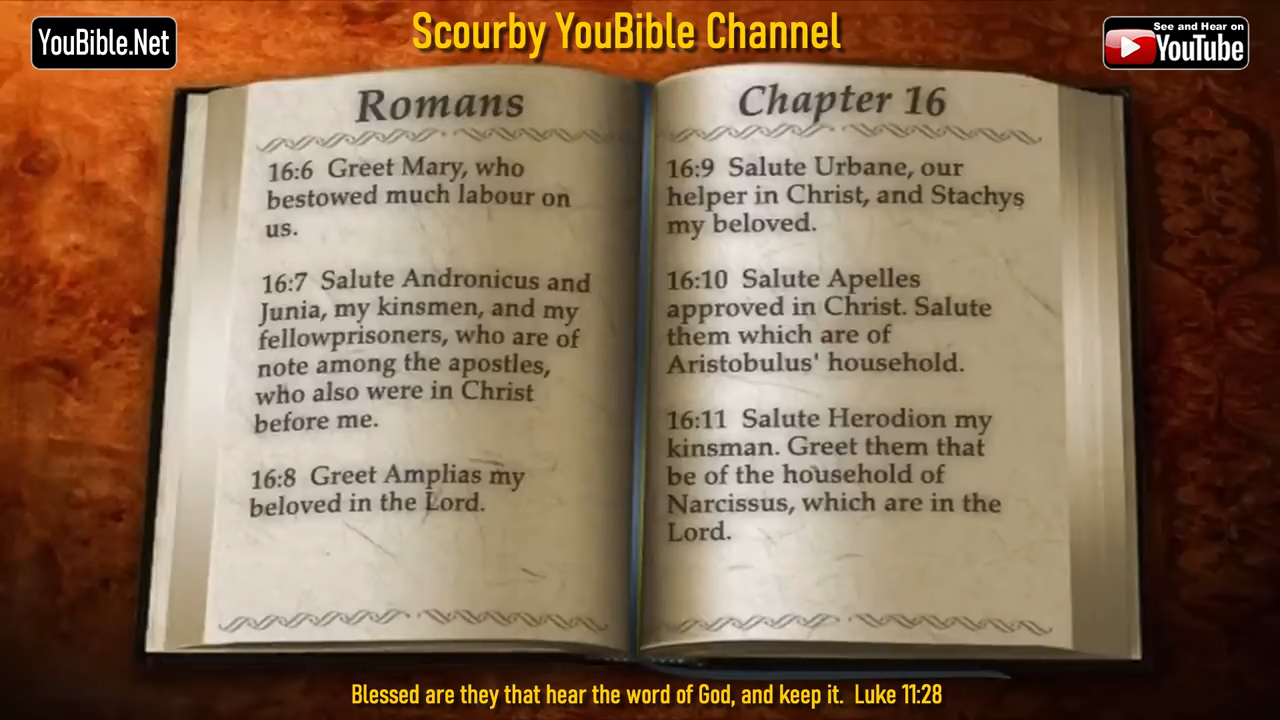 YouBible.Net
Scourby YouBible Channel
See and Hear on
YouTube
Romans
16:6 Greet Mary, who
bestowed much labour on
us.
16:7 Salute Andronicus and
Junia, my kinsmen, and my
fellowprisoners, who are of
note among the apostles,
who also were in Christ
before me.
16:8 Greet Amplias my
beloved in the Lord.
Chapter 16
16:9 Salute Urbane, our
helper in Christ, and Stachys
my beloved.
16:10 Salute Apelles
approved in Christ. Salute
them which are of
Aristobulus' household.
16:11 Salute Herodion my
kinsman. Greet them that
be of the household of
Narcissus, which are in the
Lord.
Blessed are they that hear the word of God, and keep it. Luke 11:28